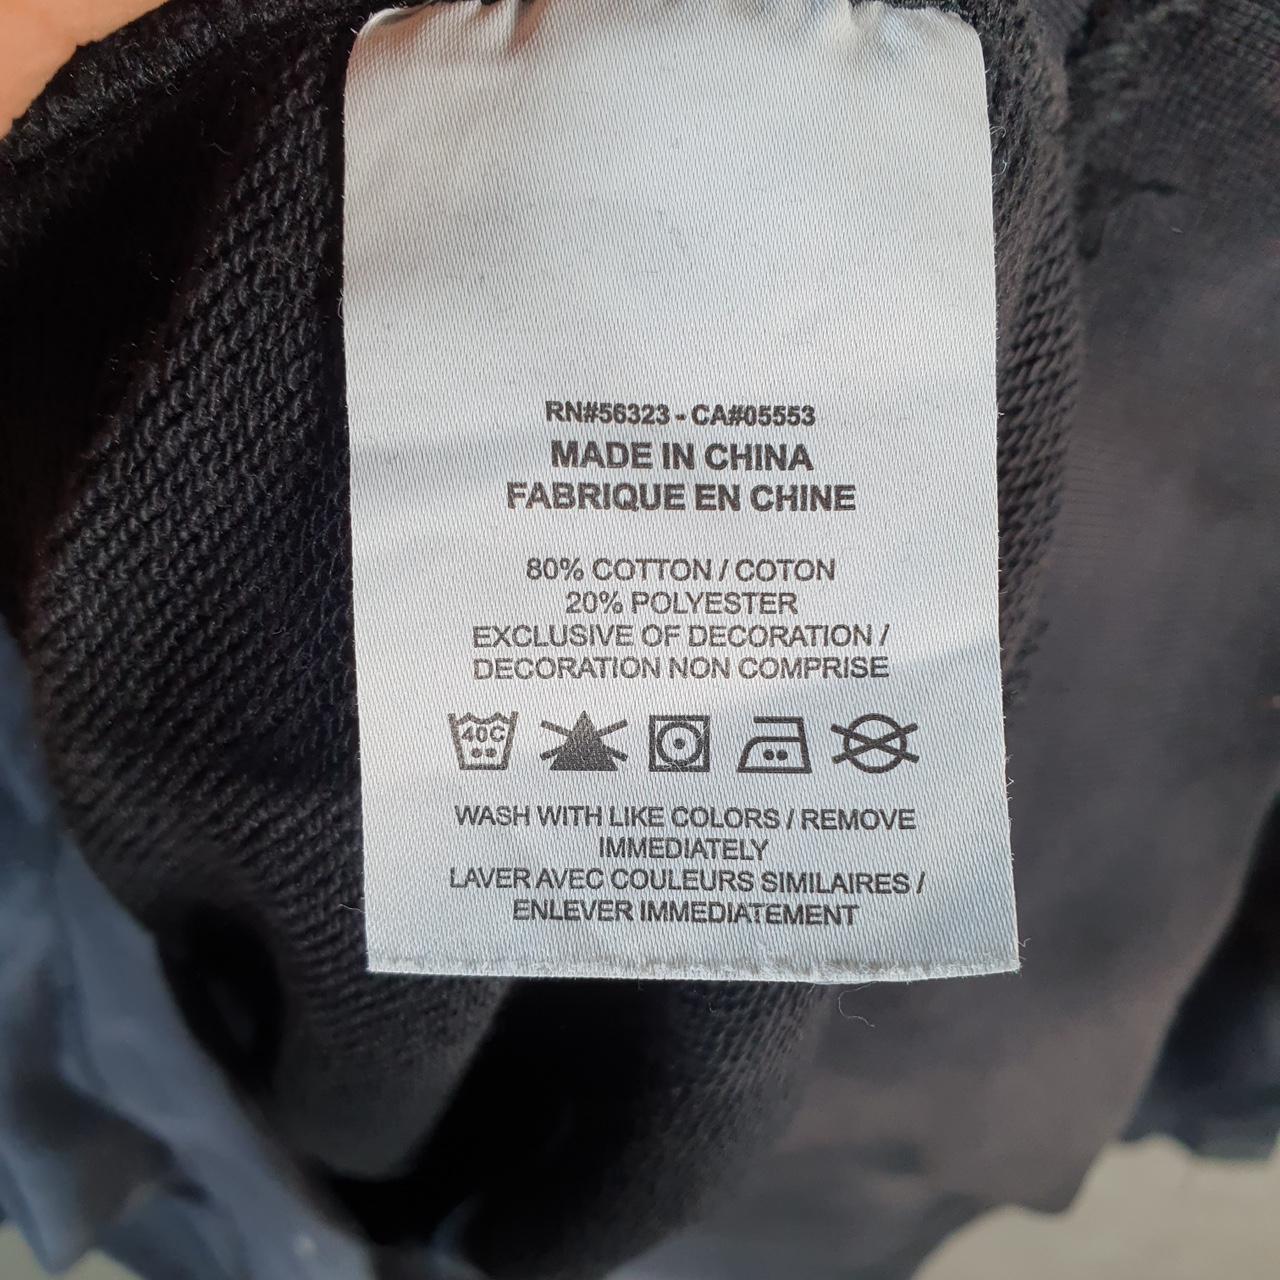 RN#56323 - CA#05553
MADE IN CHINA
FABRIQUE EN CHINE
80% COTTON / COTON
20% POLYESTER
EXCLUSIVE OF DECORATION /
DECORATION NON COMPRISE
40C
WASH WITH LIKE COLORS / REMOVE
IMMEDIATELY
LAVER AVEC COULEURS SIMILAIRES /
ENLEVER IMMEDIATEMENT